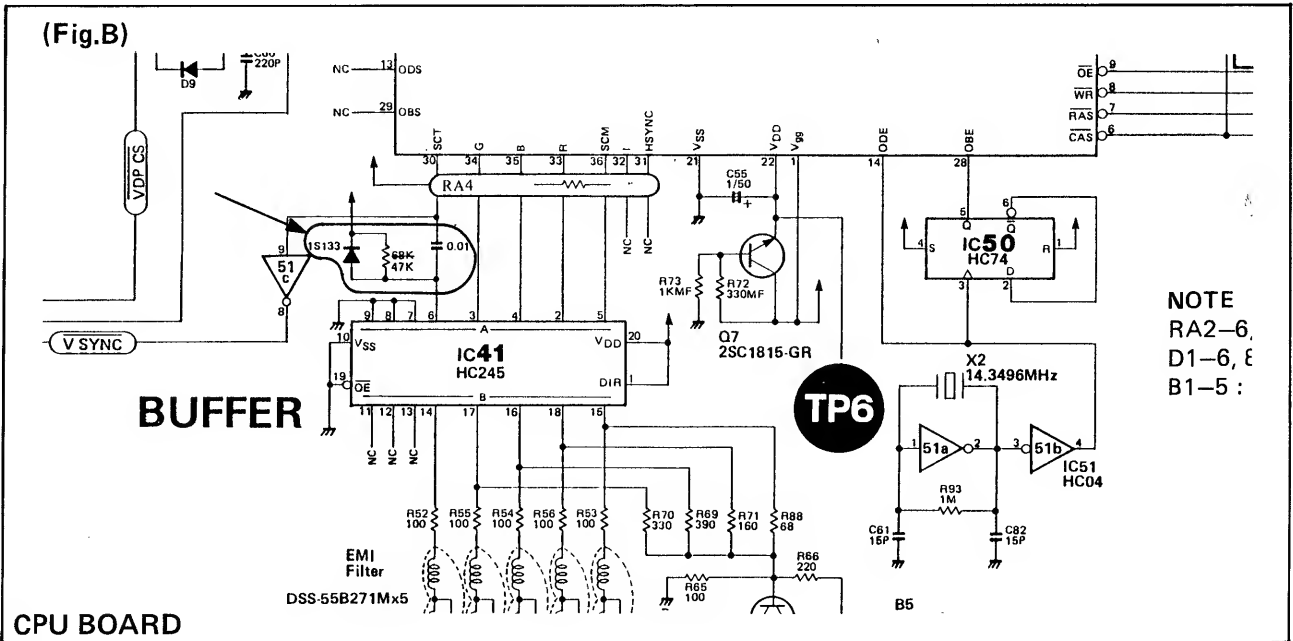 (Fig.B)
220P
D9
NC 13 ODS
NC 29 OBS
VDP CS
SCT G B R SCM I HSYNC VSS VDD Vgg ODE OBE
30 34 35 33 36 32 31 21 22 1 14 28
OE 9
WR 8
RAS 7
CAS 6
RA4
C55
1/50
+
NC NC
9
51
C
8
1S133
68K
47K
0.01
5 Q
6 Q
4 S
IC50
HC74
R 1
3
D
2
R73
1KMF
R72
330MF
Q7
2SC1815-GR
V SYNC
9 8 7 6 3 4 2 5
A
10 VSS
VDD 20
IC41
HC245
19 OE
DIR 1
B
11 12 13 14 17 16 18 15
NC NC NC
BUFFER
TP6
X2
14.3496MHz
1 51a 2
3 51b 4
IC51
HC04
R93
1M
C61
15P
C82
15P
NOTE
RA2–6,
D1–6,
B1–5 :
R52
100
R55
100
R54
100
R56
100
R53
100
R70
330
R69
390
R71
160
R88
68
R66
220
R65
100
EMI
Filter
DSS-55B271Mx5
B5
CPU BOARD